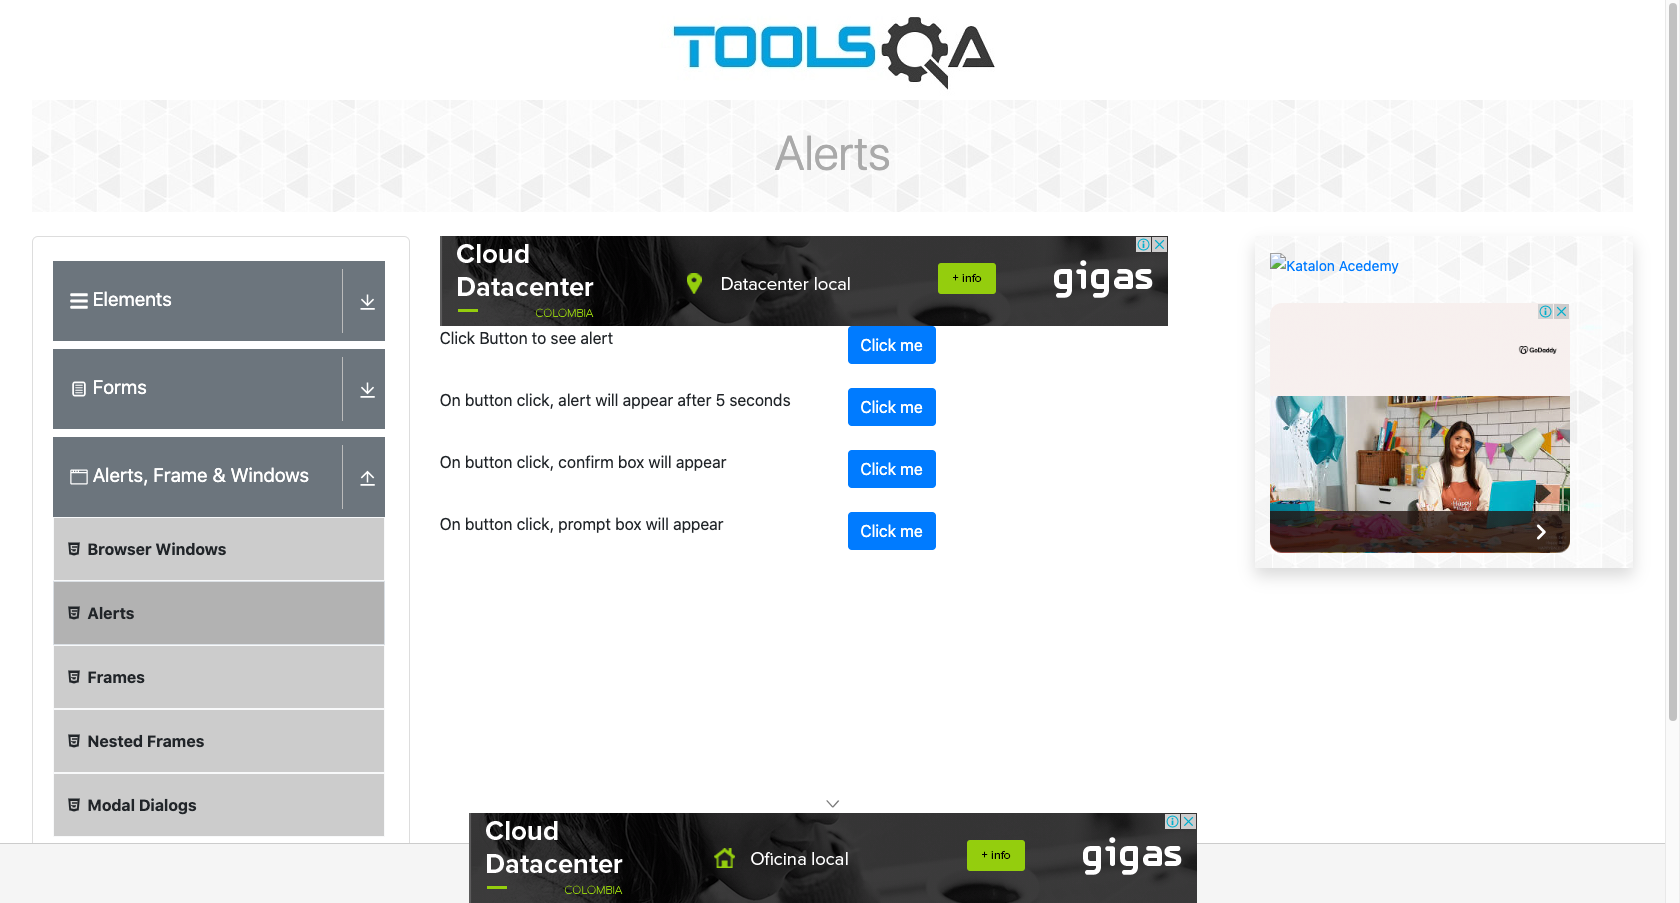 TOOLSQA
Alerts
Elements
Forms
Alerts, Frame & Windows
Browser Windows
Alerts
Frames
Nested Frames
Modal Dialogs
Cloud
Datacenter
COLOMBIA
Datacenter local
+ info
gigas
Click Button to see alert
Click me
On button click, alert will appear after 5 seconds
Click me
On button click, confirm box will appear
Click me
On button click, prompt box will appear
Click me
Katalon Acedemy
GoDaddy
Cloud
Datacenter
COLOMBIA
Oficina local
+ info
gigas